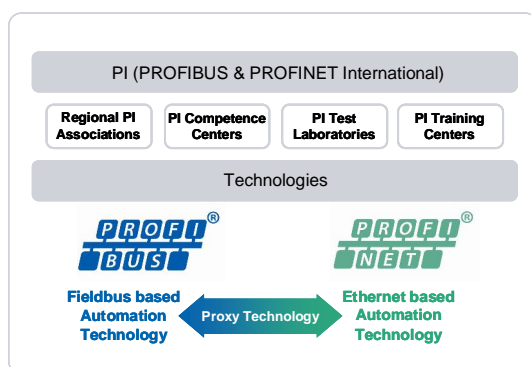 PI (PROFIBUS & PROFINET International)
Regional PI
Associations
PI Competence
Centers
PI Test
Laboratories
PI Training
Centers
Technologies
PROFI®
BUS
PROFI®
NET
Fieldbus based
Automation
Technology
Proxy Technology
Ethernet based
Automation
Technology